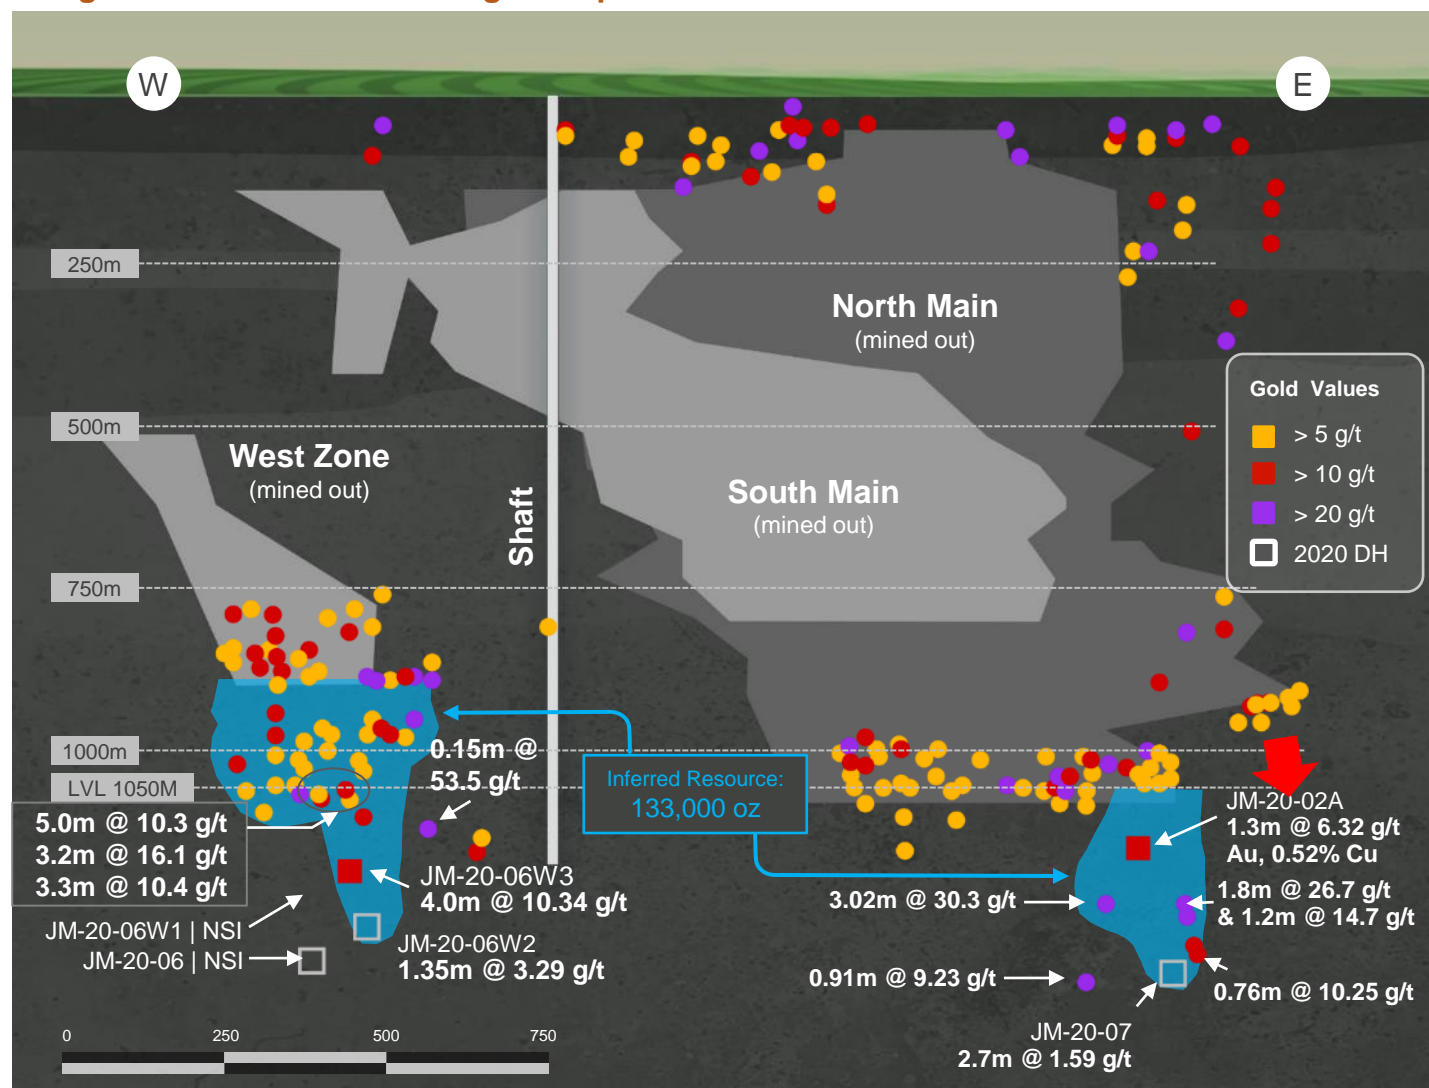 W
E
250m
North Main
(mined out)
Gold Values
> 5 g/t
> 10 g/t
> 20 g/t
2020 DH
500m
West Zone
(mined out)
South Main
(mined out)
Shaft
750m
1000m
LVL 1050M
0.15m @
53.5 g/t
Inferred Resource:
133,000 oz
5.0m @ 10.3 g/t
3.2m @ 16.1 g/t
3.3m @ 10.4 g/t
JM-20-02A
1.3m @ 6.32 g/t
Au, 0.52% Cu
JM-20-06W3
4.0m @ 10.34 g/t
3.02m @ 30.3 g/t
1.8m @ 26.7 g/t
& 1.2m @ 14.7 g/t
JM-20-06W1 | NSI
JM-20-06 | NSI
JM-20-06W2
1.35m @ 3.29 g/t
0.91m @ 9.23 g/t
0.76m @ 10.25 g/t
JM-20-07
2.7m @ 1.59 g/t
0 250 500 750